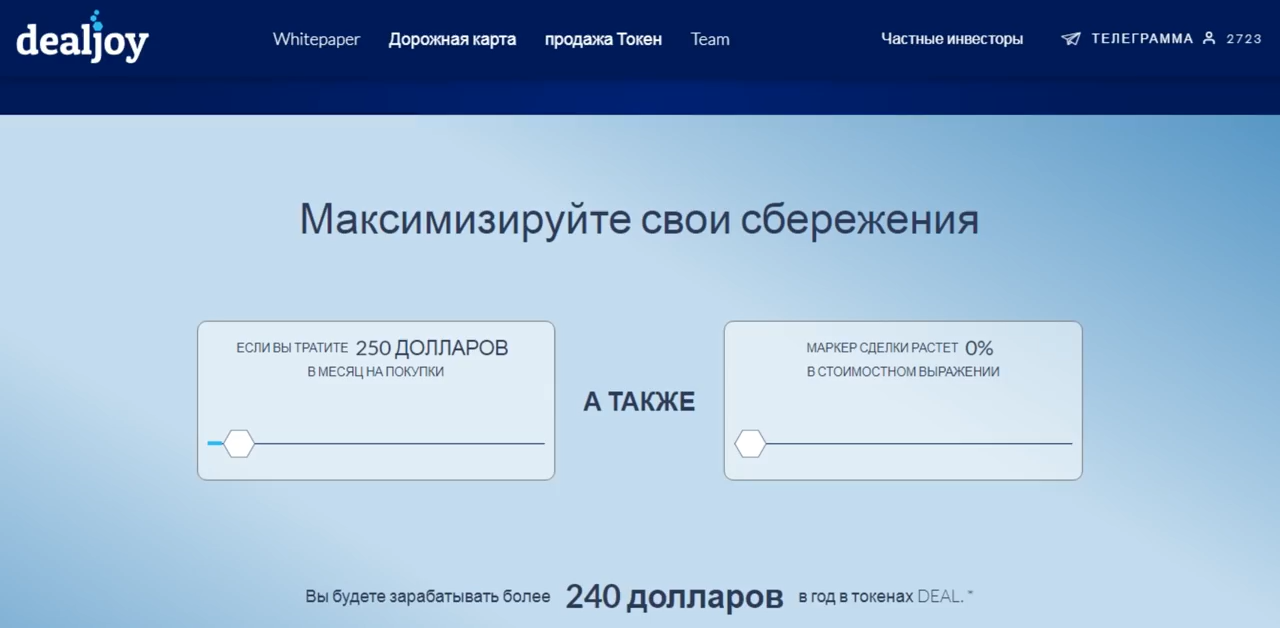 dealjoy
Whitepaper Дорожная карта продажа Токен Team Частные инвесторы ТЕЛЕГРАММА 2723
Максимизируйте свои сбережения
ЕСЛИ ВЫ ТРАТИТЕ 250 ДОЛЛАРОВ
В МЕСЯЦ НА ПОКУПКИ
А ТАКЖЕ
МАРКЕР СДЕЛКИ РАСТЕТ 0%
В СТОИМОСТНОМ ВЫРАЖЕНИИ
Вы будете зарабатывать более 240 долларов в год в токенах DEAL.*